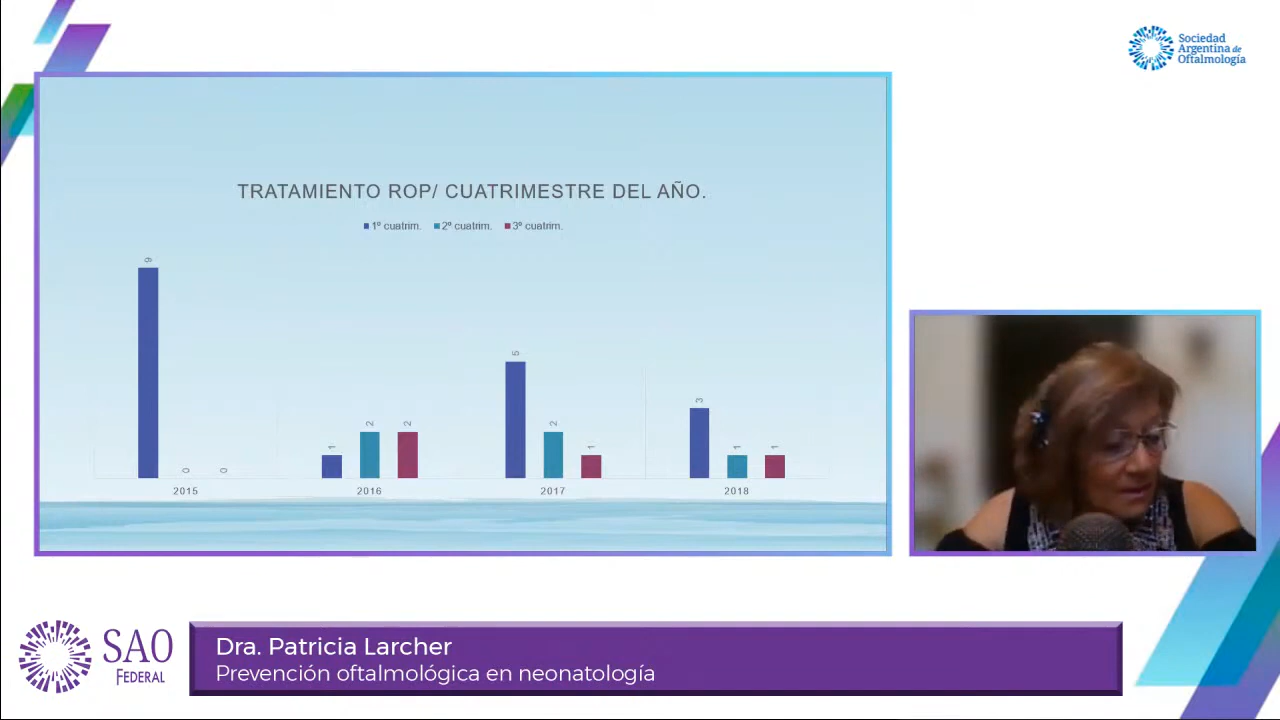 Sociedad
Argentina de
Oftalmología
TRATAMIENTO ROP/ CUATRIMESTRE DEL AÑO.
1º cuatrim. 2º cuatrim. 3º cuatrim.
9 0 0 1 2 2 5 2 1 3 1 1
2015 2016 2017 2018
SAO
FEDERAL
Dra. Patricia Larcher
Prevención oftalmológica en neonatología